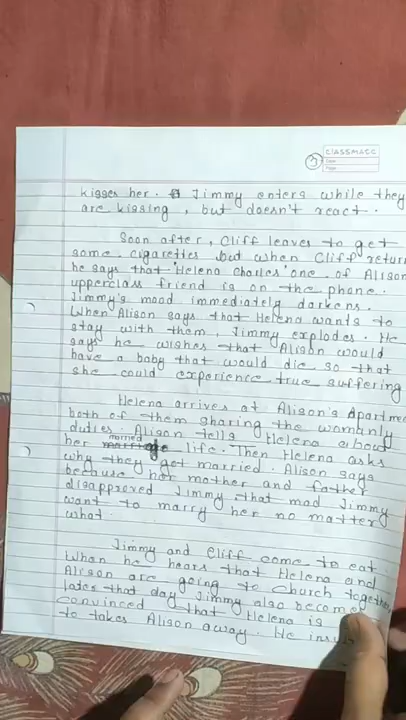 CLASSMATE
Date
Page
3
kisses her. Jimmy enters while they
are kissing, but doesn't react.
Soon after, Cliff leaves to get
some cigarettes but when Cliff return
he says that 'Helena Charles' one of Alison
upperclass friend is on the phone.
Jimmy's mood immediately darkens.
When Alison says that Helena wants to
stay with them, Jimmy explodes. He
says he wishes that Alison would
have a baby that would die so that
she could experience true suffering
Helena arrives at Alison's Apartme
both of them sharing the womanly
duties. Alison tells Helena about
her married life. Then Helena asks
why they get married. Alison says
because her mother and father
disapproved Jimmy that mad Jimmy
want to marry her no matter
what.
Jimmy and Cliff come to eat.
When he hears that Helena and
Alison are going to church together
later that day Jimmy also become
convinced that Helena is
to takes Alison away. He